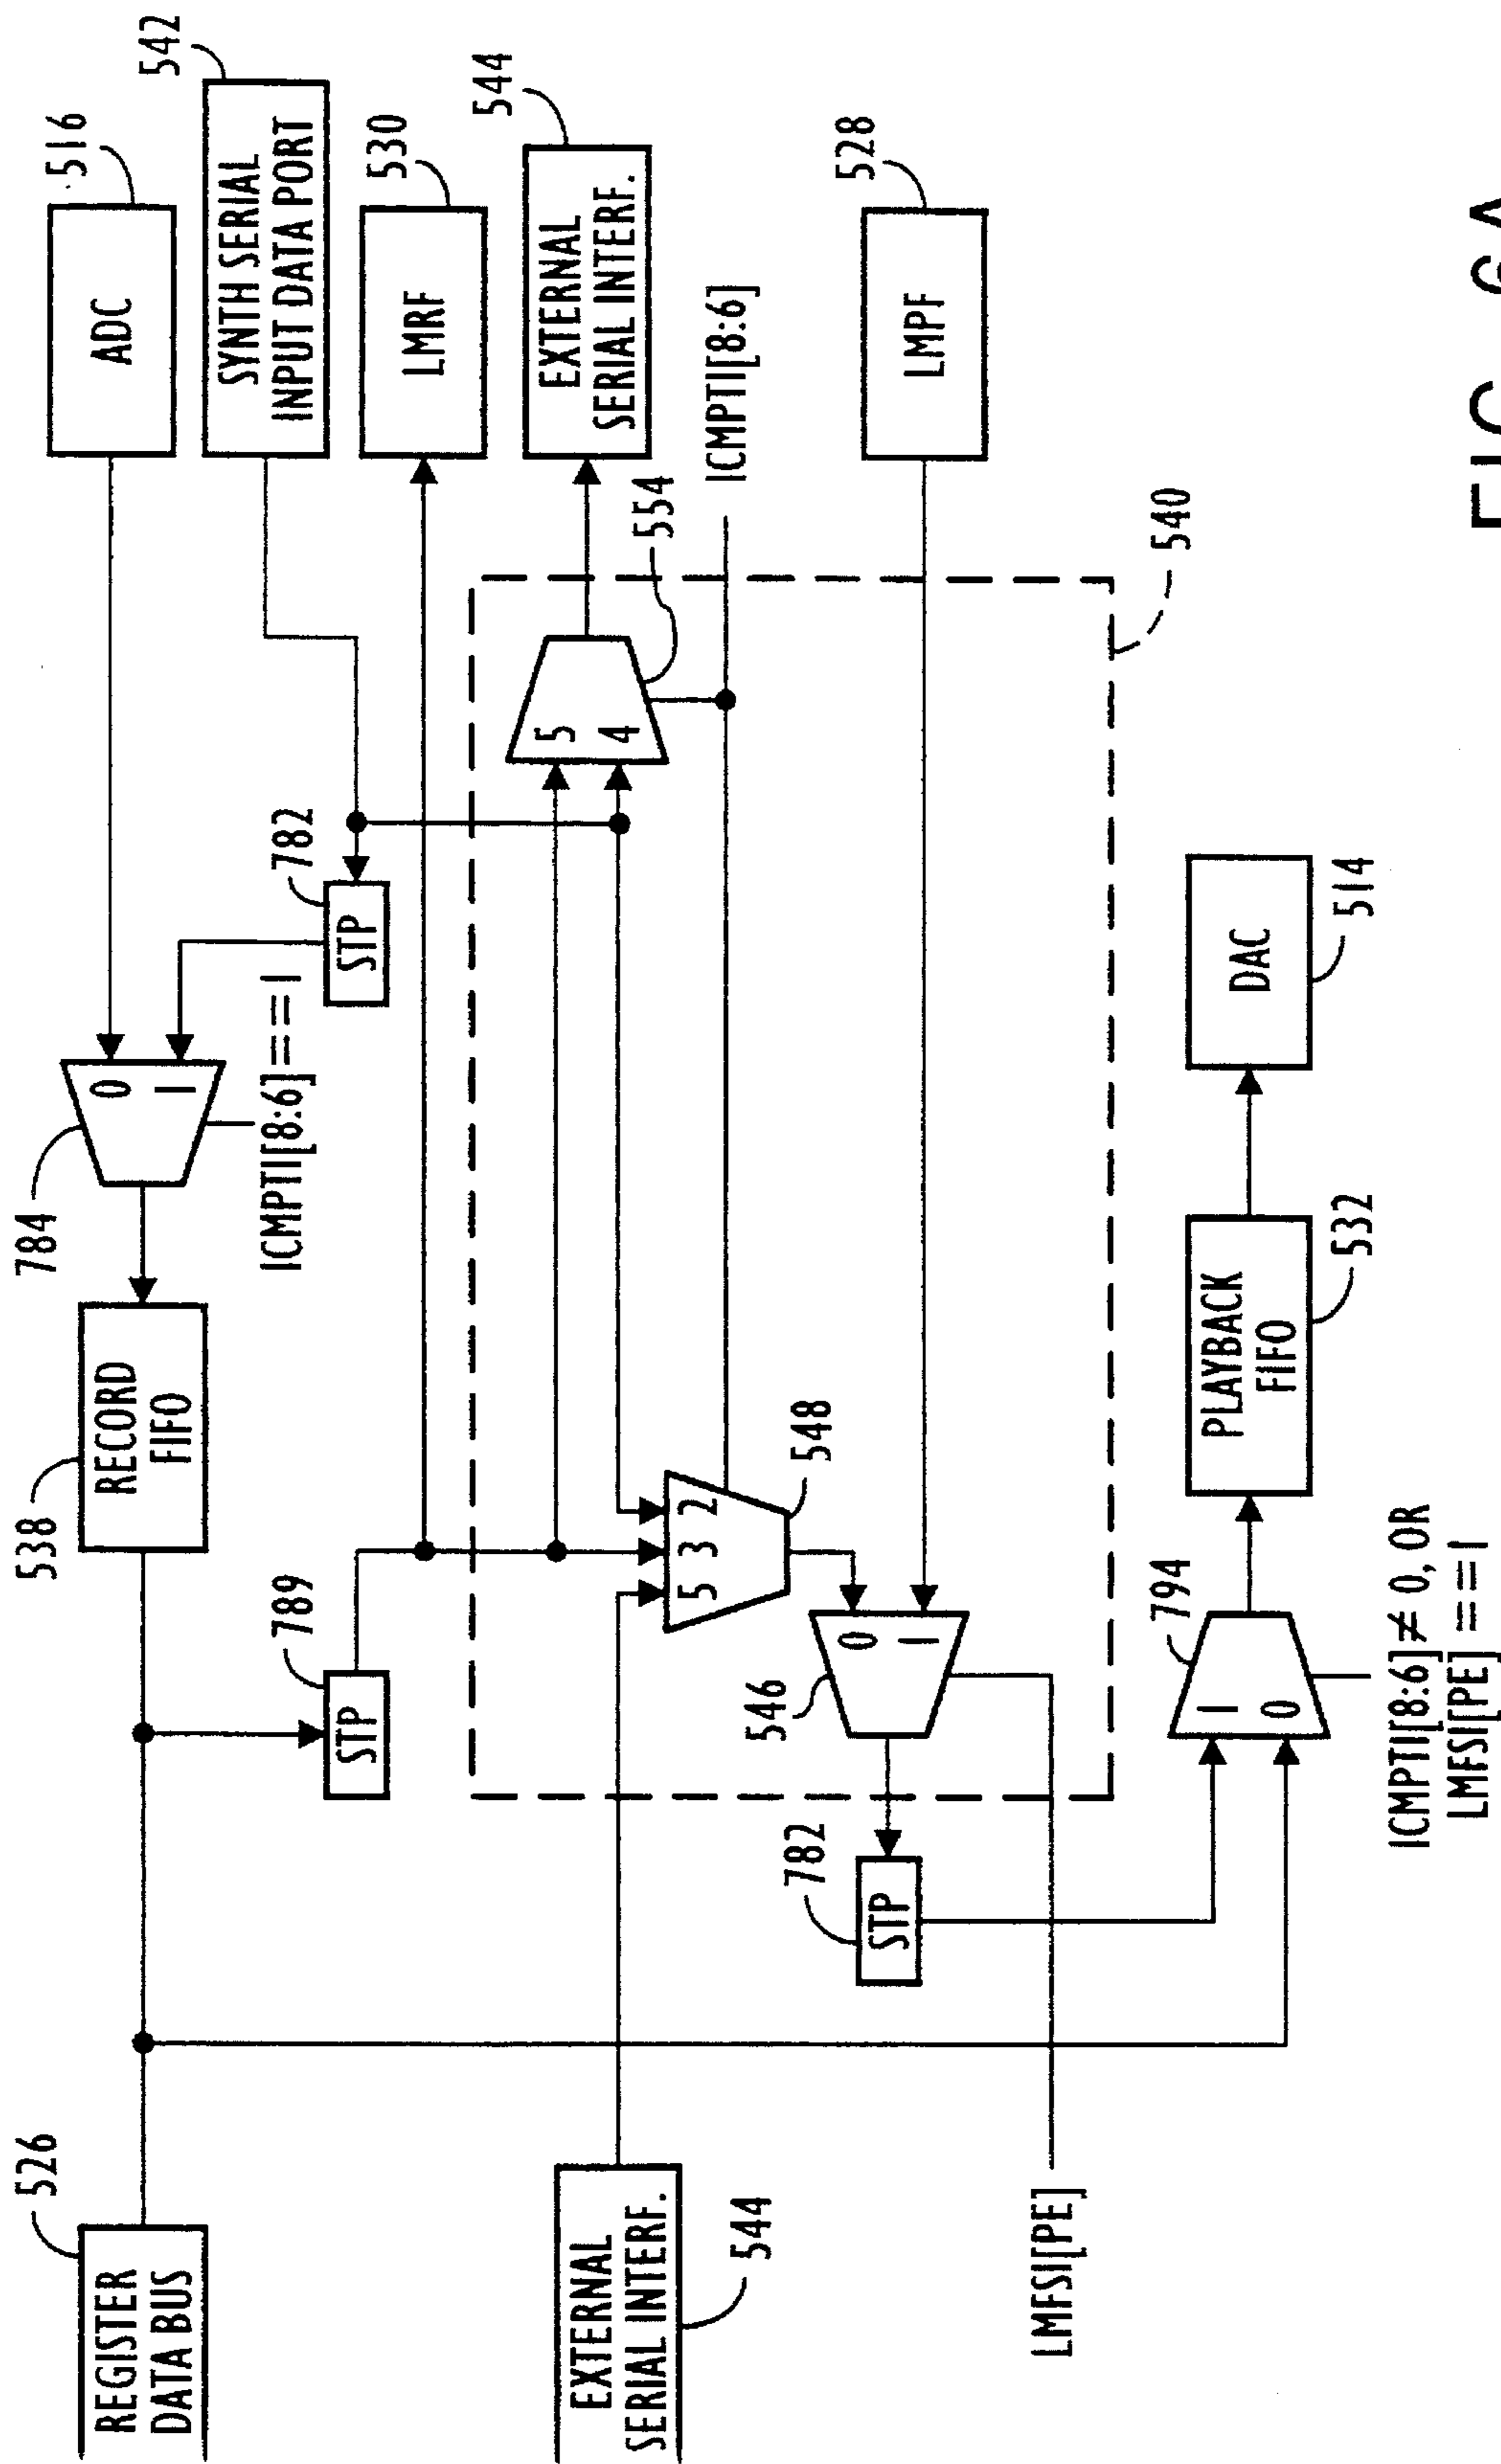 526
538
784
516
542
REGISTER
DATA BUS
RECORD
FIFO
0
1
ADC
SYNTH SERIAL
INPUT DATA PORT
789
ICMPTI[8:6]==1
782
STP
STP
530
LMRF
544
EXTERNAL
SERIAL INTERF.
EXTERNAL
SERIAL INTERF.
544
5
4
554
5
3
2
548
ICMPTI[8:6]
782
STP
546
0
1
528
LMPF
LMFSI[PE]
540
794
1
0
532
PLAYBACK
FIFO
DAC
514
ICMPTI[8:6]≠0, OR
LMFSI[PE]==1
FIG. 6A